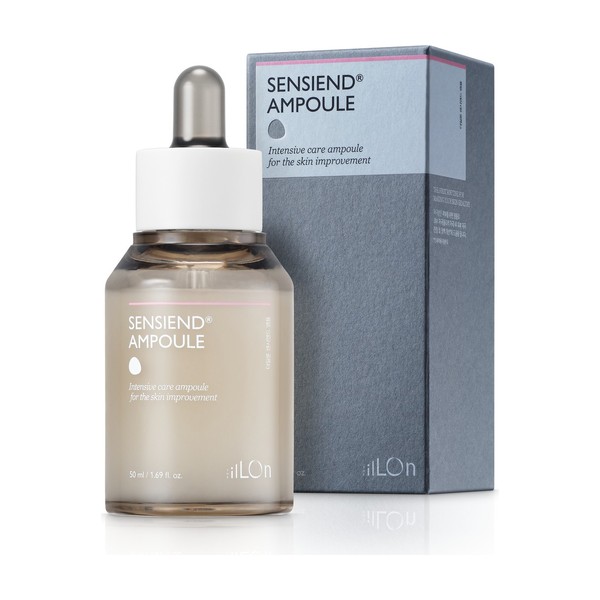 SENSIEND®
AMPOULE
Intensive care ampoule
for the skin improvement
50 ml / 1.69 fl. oz.
:iiLOn
SENSIEND®
AMPOULE
Intensive care ampoule
for the skin improvement
oz.
:iiLOn